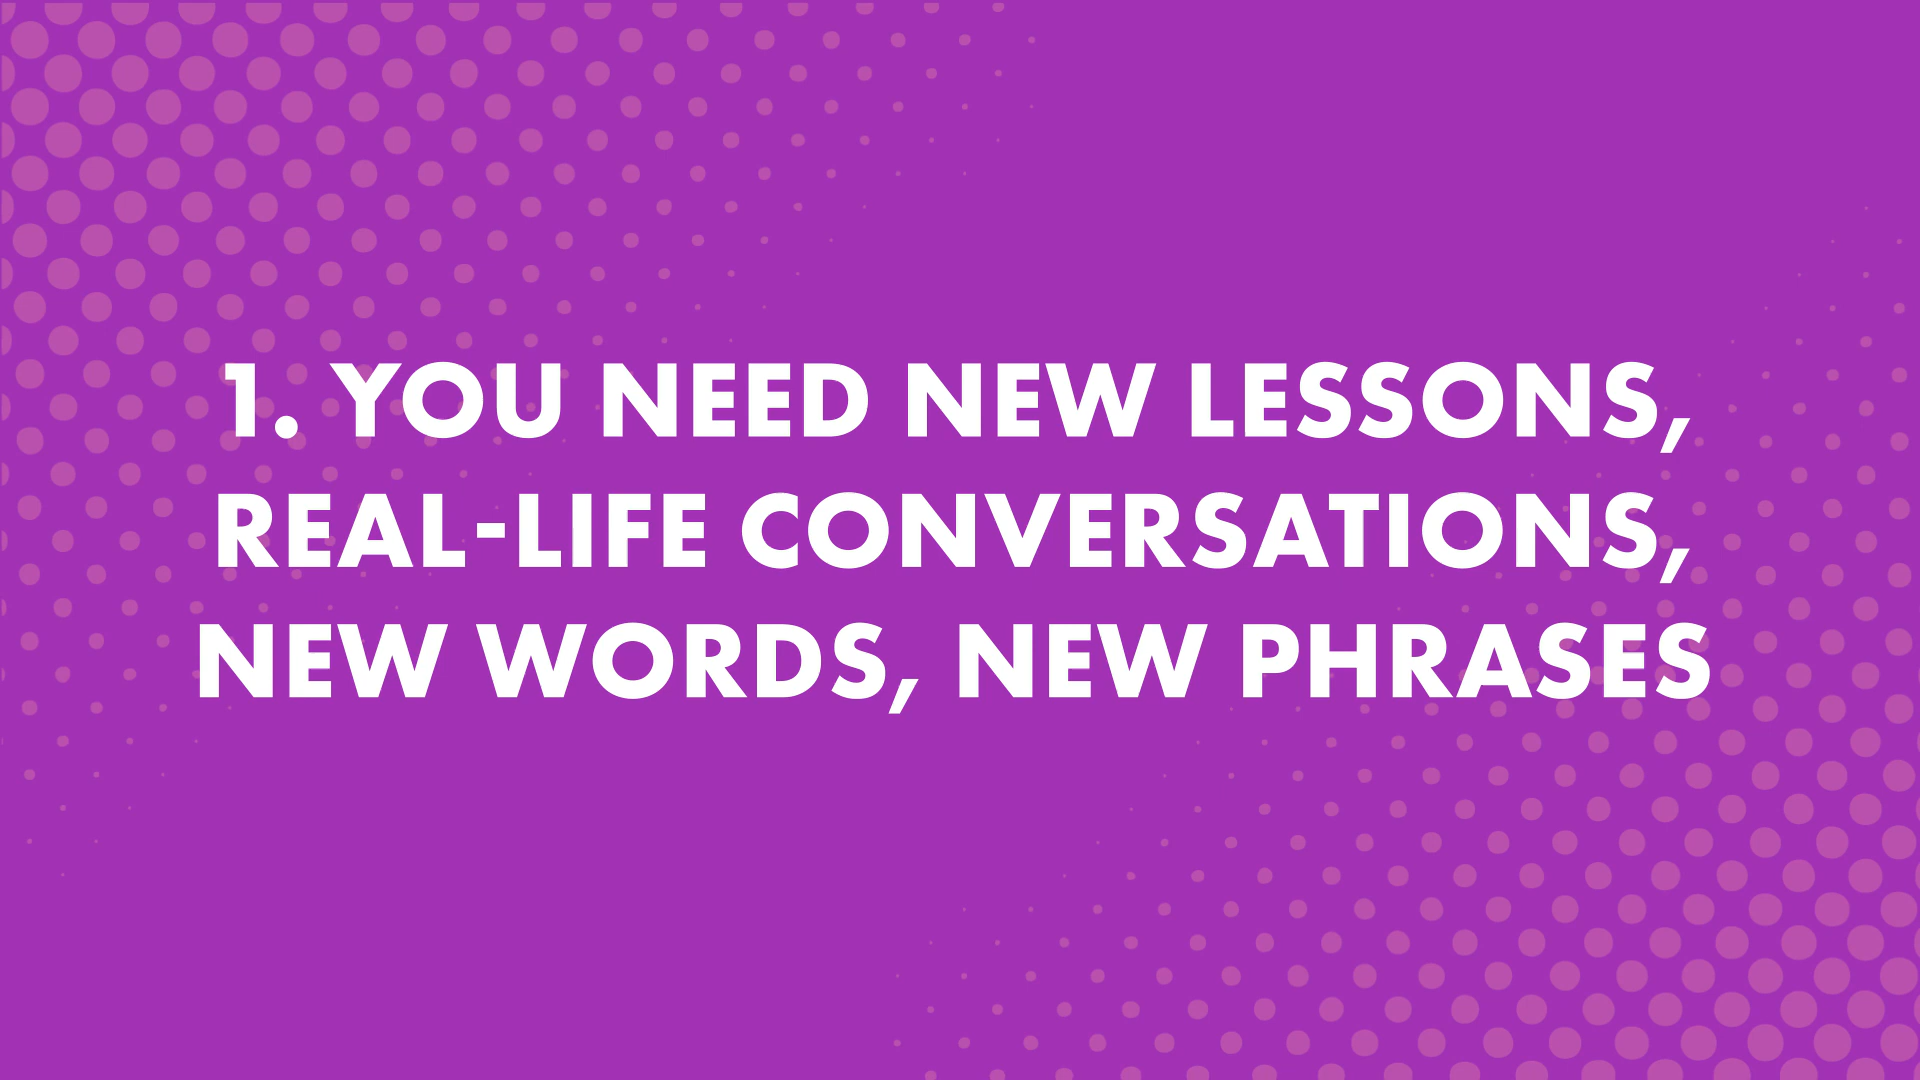 1. YOU NEED NEW LESSONS,
REAL-LIFE CONVERSATIONS,
NEW WORDS, NEW PHRASES